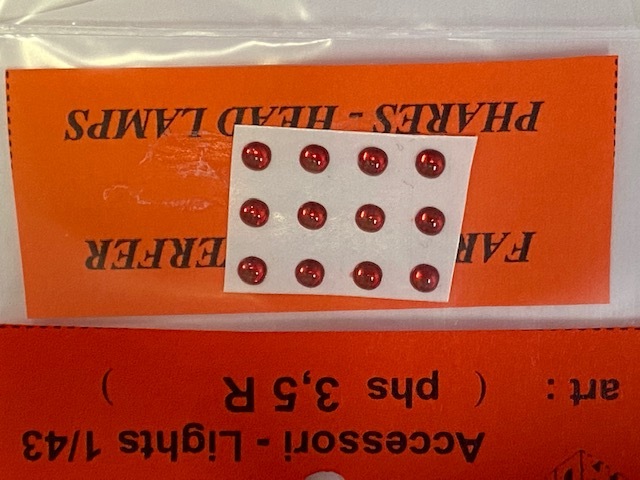 Accessori - Lights 1/43
art : ( phs 3,5 R )
PHARES - HEAD LAMPS